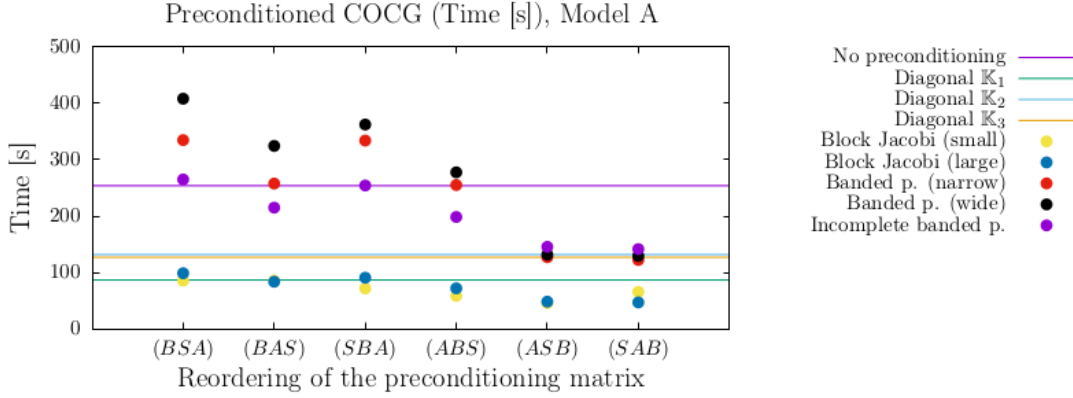 Preconditioned COCG (Time [s]), Model A
500
400
300
200
100
0
Time [s]
(BSA) (BAS) (SBA) (ABS) (ASB) (SAB)
Reordering of the preconditioning matrix
No preconditioning
Diagonal 𝕂₁
Diagonal 𝕂₂
Diagonal 𝕂₃
Block Jacobi (small)
Block Jacobi (large)
Banded p. (narrow)
Banded p. (wide)
Incomplete banded p.